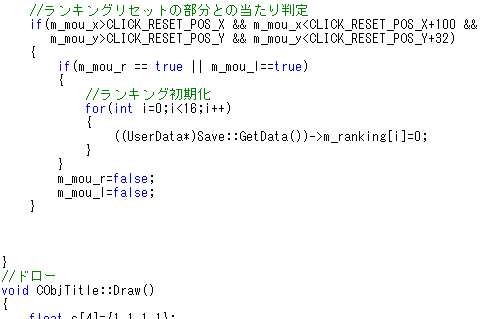 //ランキングリセットの部分との当たり判定
if(m_mou_x>CLICK_RESET_POS_X && m_mou_x<CLICK_RESET_POS_X+100 &&
m_mou_y>CLICK_RESET_POS_Y && m_mou_y<CLICK_RESET_POS_Y+32)
{
if(m_mou_r == true || m_mou_l==true)
{
//ランキング初期化
for(int i=0;i<16;i++)
{
((UserData*)Save::GetData())->m_ranking[i]=0;
}
}
m_mou_r=false;
m_mou_l=false;
}
}
//ドロー
void CObjTitle::Draw()
{
float c[4]={1,1,1,1};